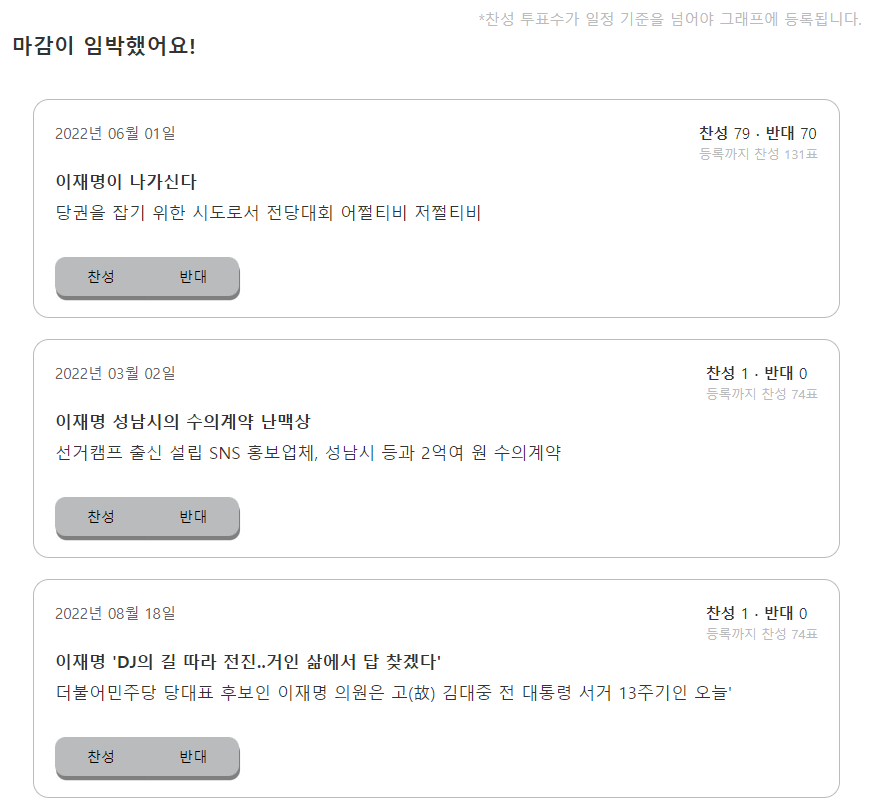 *찬성 투표수가 일정 기준을 넘어야 그래프에 등록됩니다.
마감이 임박했어요!
2022년 06월 01일
찬성 79 · 반대 70
등록까지 찬성 131표
이재명이 나가신다
당권을 잡기 위한 시도로서 전당대회 어쩔티비 저쩔티비
찬성 반대
2022년 03월 02일
찬성 1 · 반대 0
등록까지 찬성 74표
이재명 성남시의 수의계약 난맥상
선거캠프 출신 설립 SNS 홍보업체, 성남시 등과 2억여 원 수의계약
찬성 반대
2022년 08월 18일
찬성 1 · 반대 0
등록까지 찬성 74표
이재명 'DJ의 길 따라 전진..거인 삶에서 답 찾겠다'
더불어민주당 당대표 후보인 이재명 의원은 고(故) 김대중 전 대통령 서거 13주기인 오늘'
찬성 반대